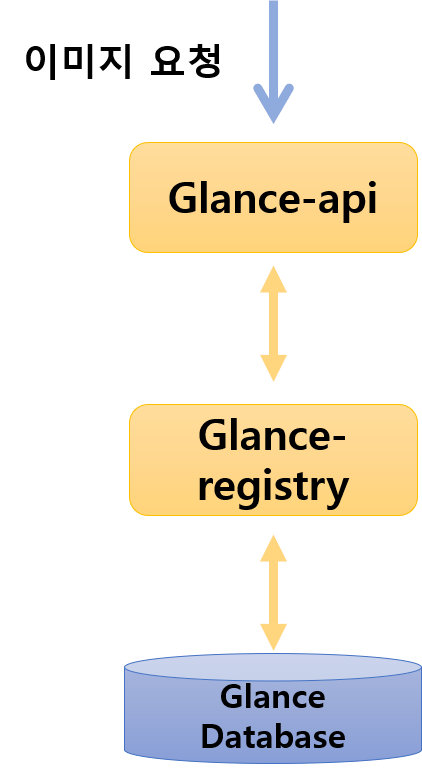 이미지 요청
Glance-api
Glance-
registry
Glance
Database